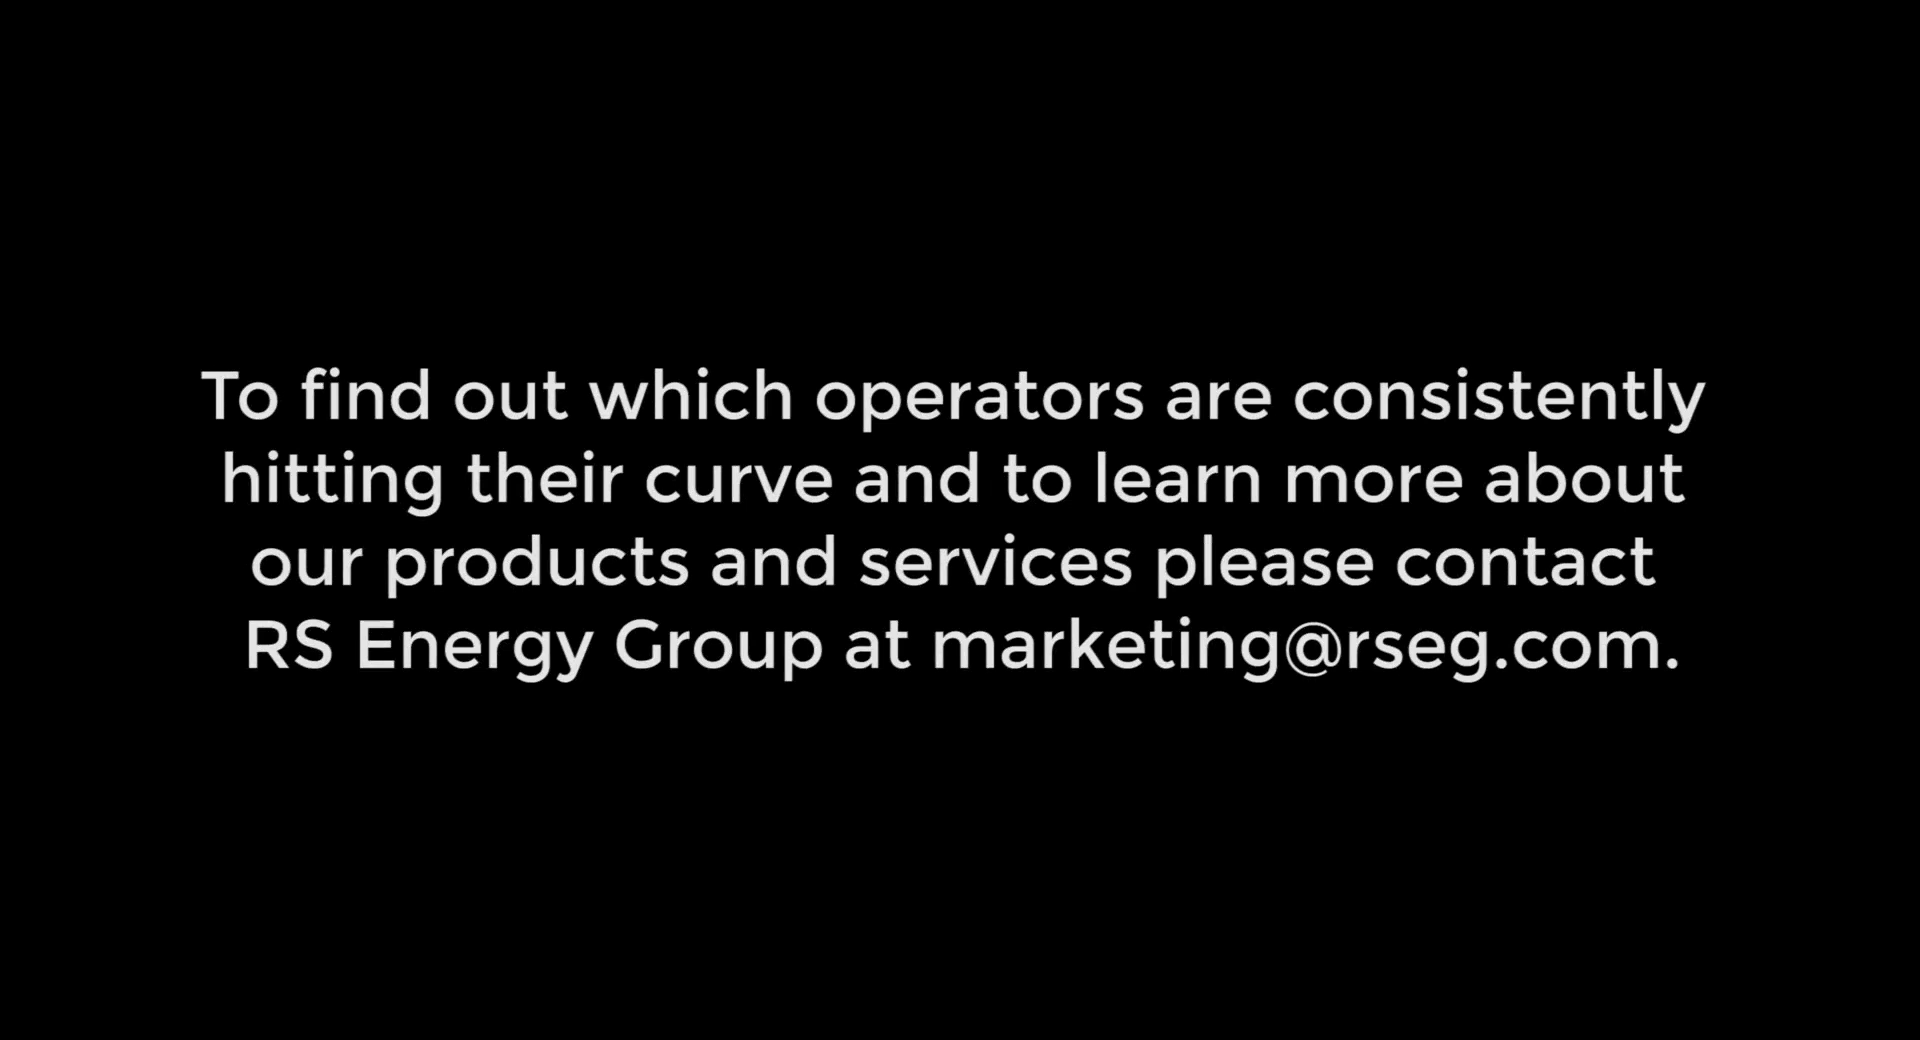 To find out which operators are consistently
hitting their curve and to learn more about
our products and services please contact
RS Energy Group at marketing@rseg.com.